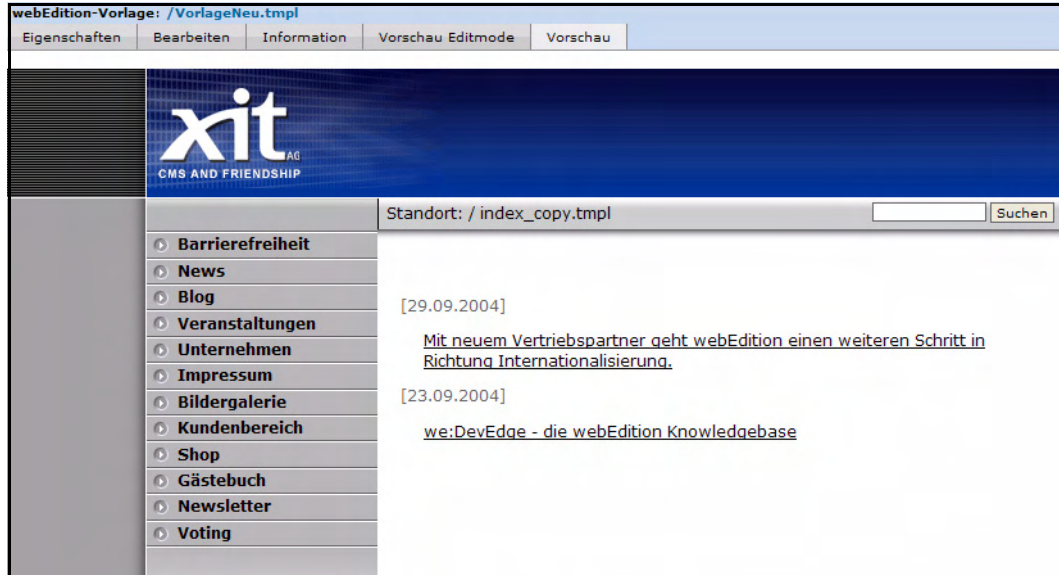 webEdition-Vorlage: /VorlageNeu.tmpl
Eigenschaften Bearbeiten Information Vorschau Editmode Vorschau
xit AG
CMS AND FRIENDSHIP
Standort: / index_copy.tmpl Suchen
Barrierefreiheit
News
Blog
Veranstaltungen
Unternehmen
Impressum
Bildergalerie
Kundenbereich
Shop
Gästebuch
Newsletter
Voting
[29.09.2004]
Mit neuem Vertriebspartner geht webEdition einen weiteren Schritt in
Richtung Internationalisierung.
[23.09.2004]
we:DevEdge - die webEdition Knowledgebase